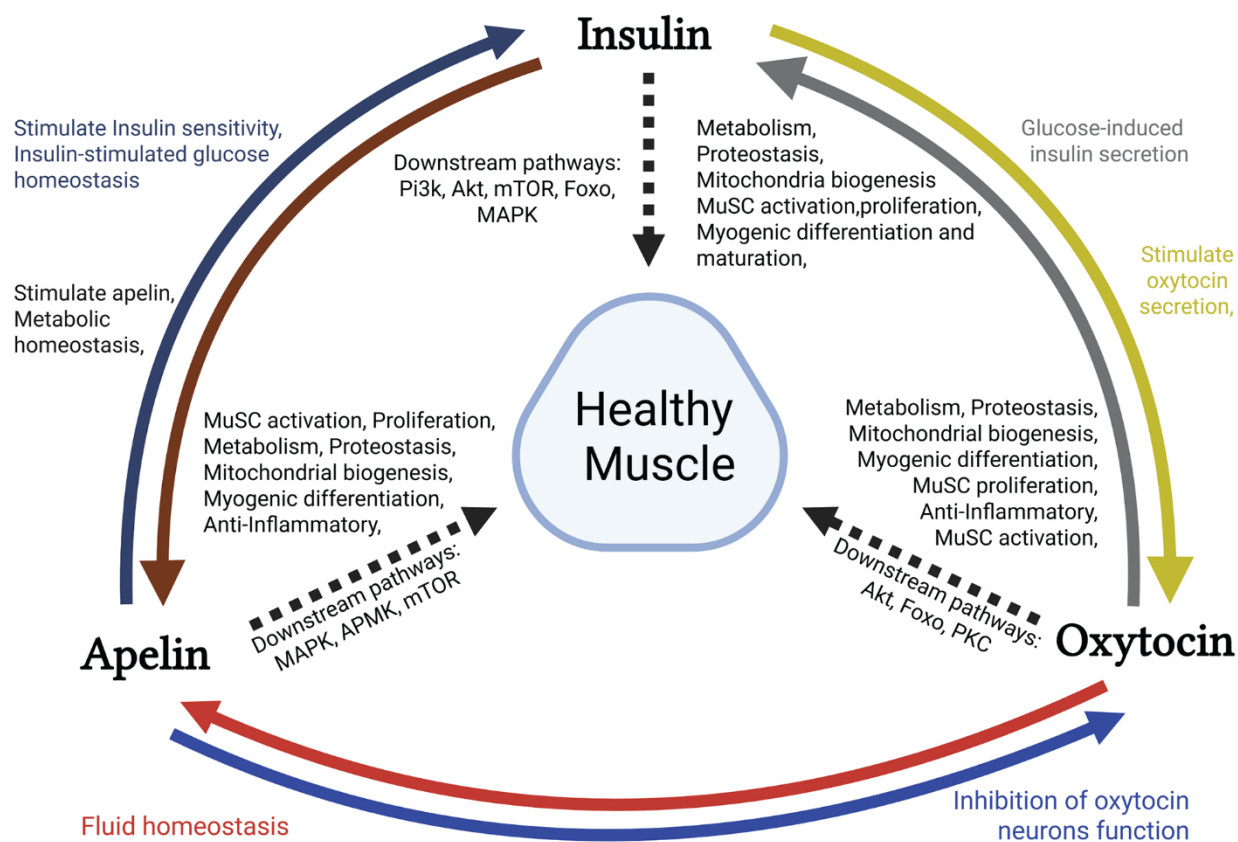 Insulin
Stimulate Insulin sensitivity,
Insulin-stimulated glucose
homeostasis
Downstream pathways:
Pi3k, Akt, mTOR, Foxo,
MAPK
Metabolism,
Proteostasis,
Mitochondria biogenesis
MuSC activation,proliferation,
Myogenic differentiation and
maturation,
Glucose-induced
insulin secretion
Stimulate
oxytocin
secretion,
Stimulate apelin,
Metabolic
homeostasis,
MuSC activation, Proliferation,
Metabolism, Proteostasis,
Mitochondrial biogenesis,
Myogenic differentiation,
Anti-Inflammatory,
Healthy
Muscle
Metabolism, Proteostasis,
Mitochondrial biogenesis,
Myogenic differentiation,
MuSC proliferation,
Anti-Inflammatory,
MuSC activation,
Downstream pathways:
MAPK, APMK, mTOR
Downstream pathways:
Akt, Foxo, PKC
Apelin
Oxytocin
Fluid homeostasis
Inhibition of oxytocin
neurons function